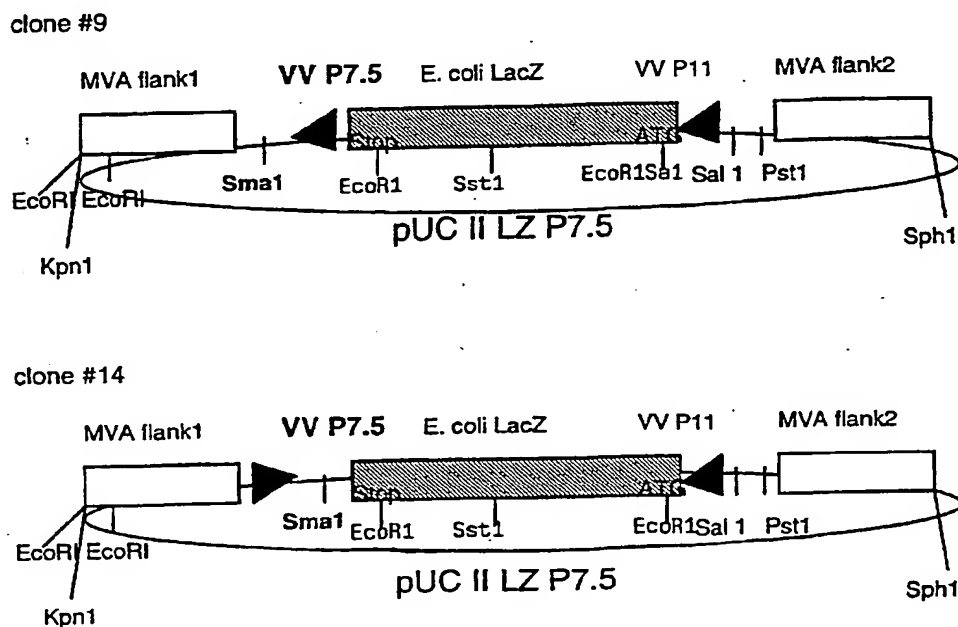 clone #9
MVA flank1 VV P7.5 E. coli LacZ VV P11 MVA flank2
Stop ATG
EcoRI EcoRI Sma1 EcoR1 Sst1 EcoR1Sa1 Sal 1 Pst1
pUC II LZ P7.5
Kpn1 Sph1
clone #14
MVA flank1 VV P7.5 E. coli LacZ VV P11 MVA flank2
Stop ATG
EcoRI EcoRI Sma1 EcoR1 Sst1 EcoR1 Sal 1 Pst1
pUC II LZ P7.5
Kpn1 Sph1